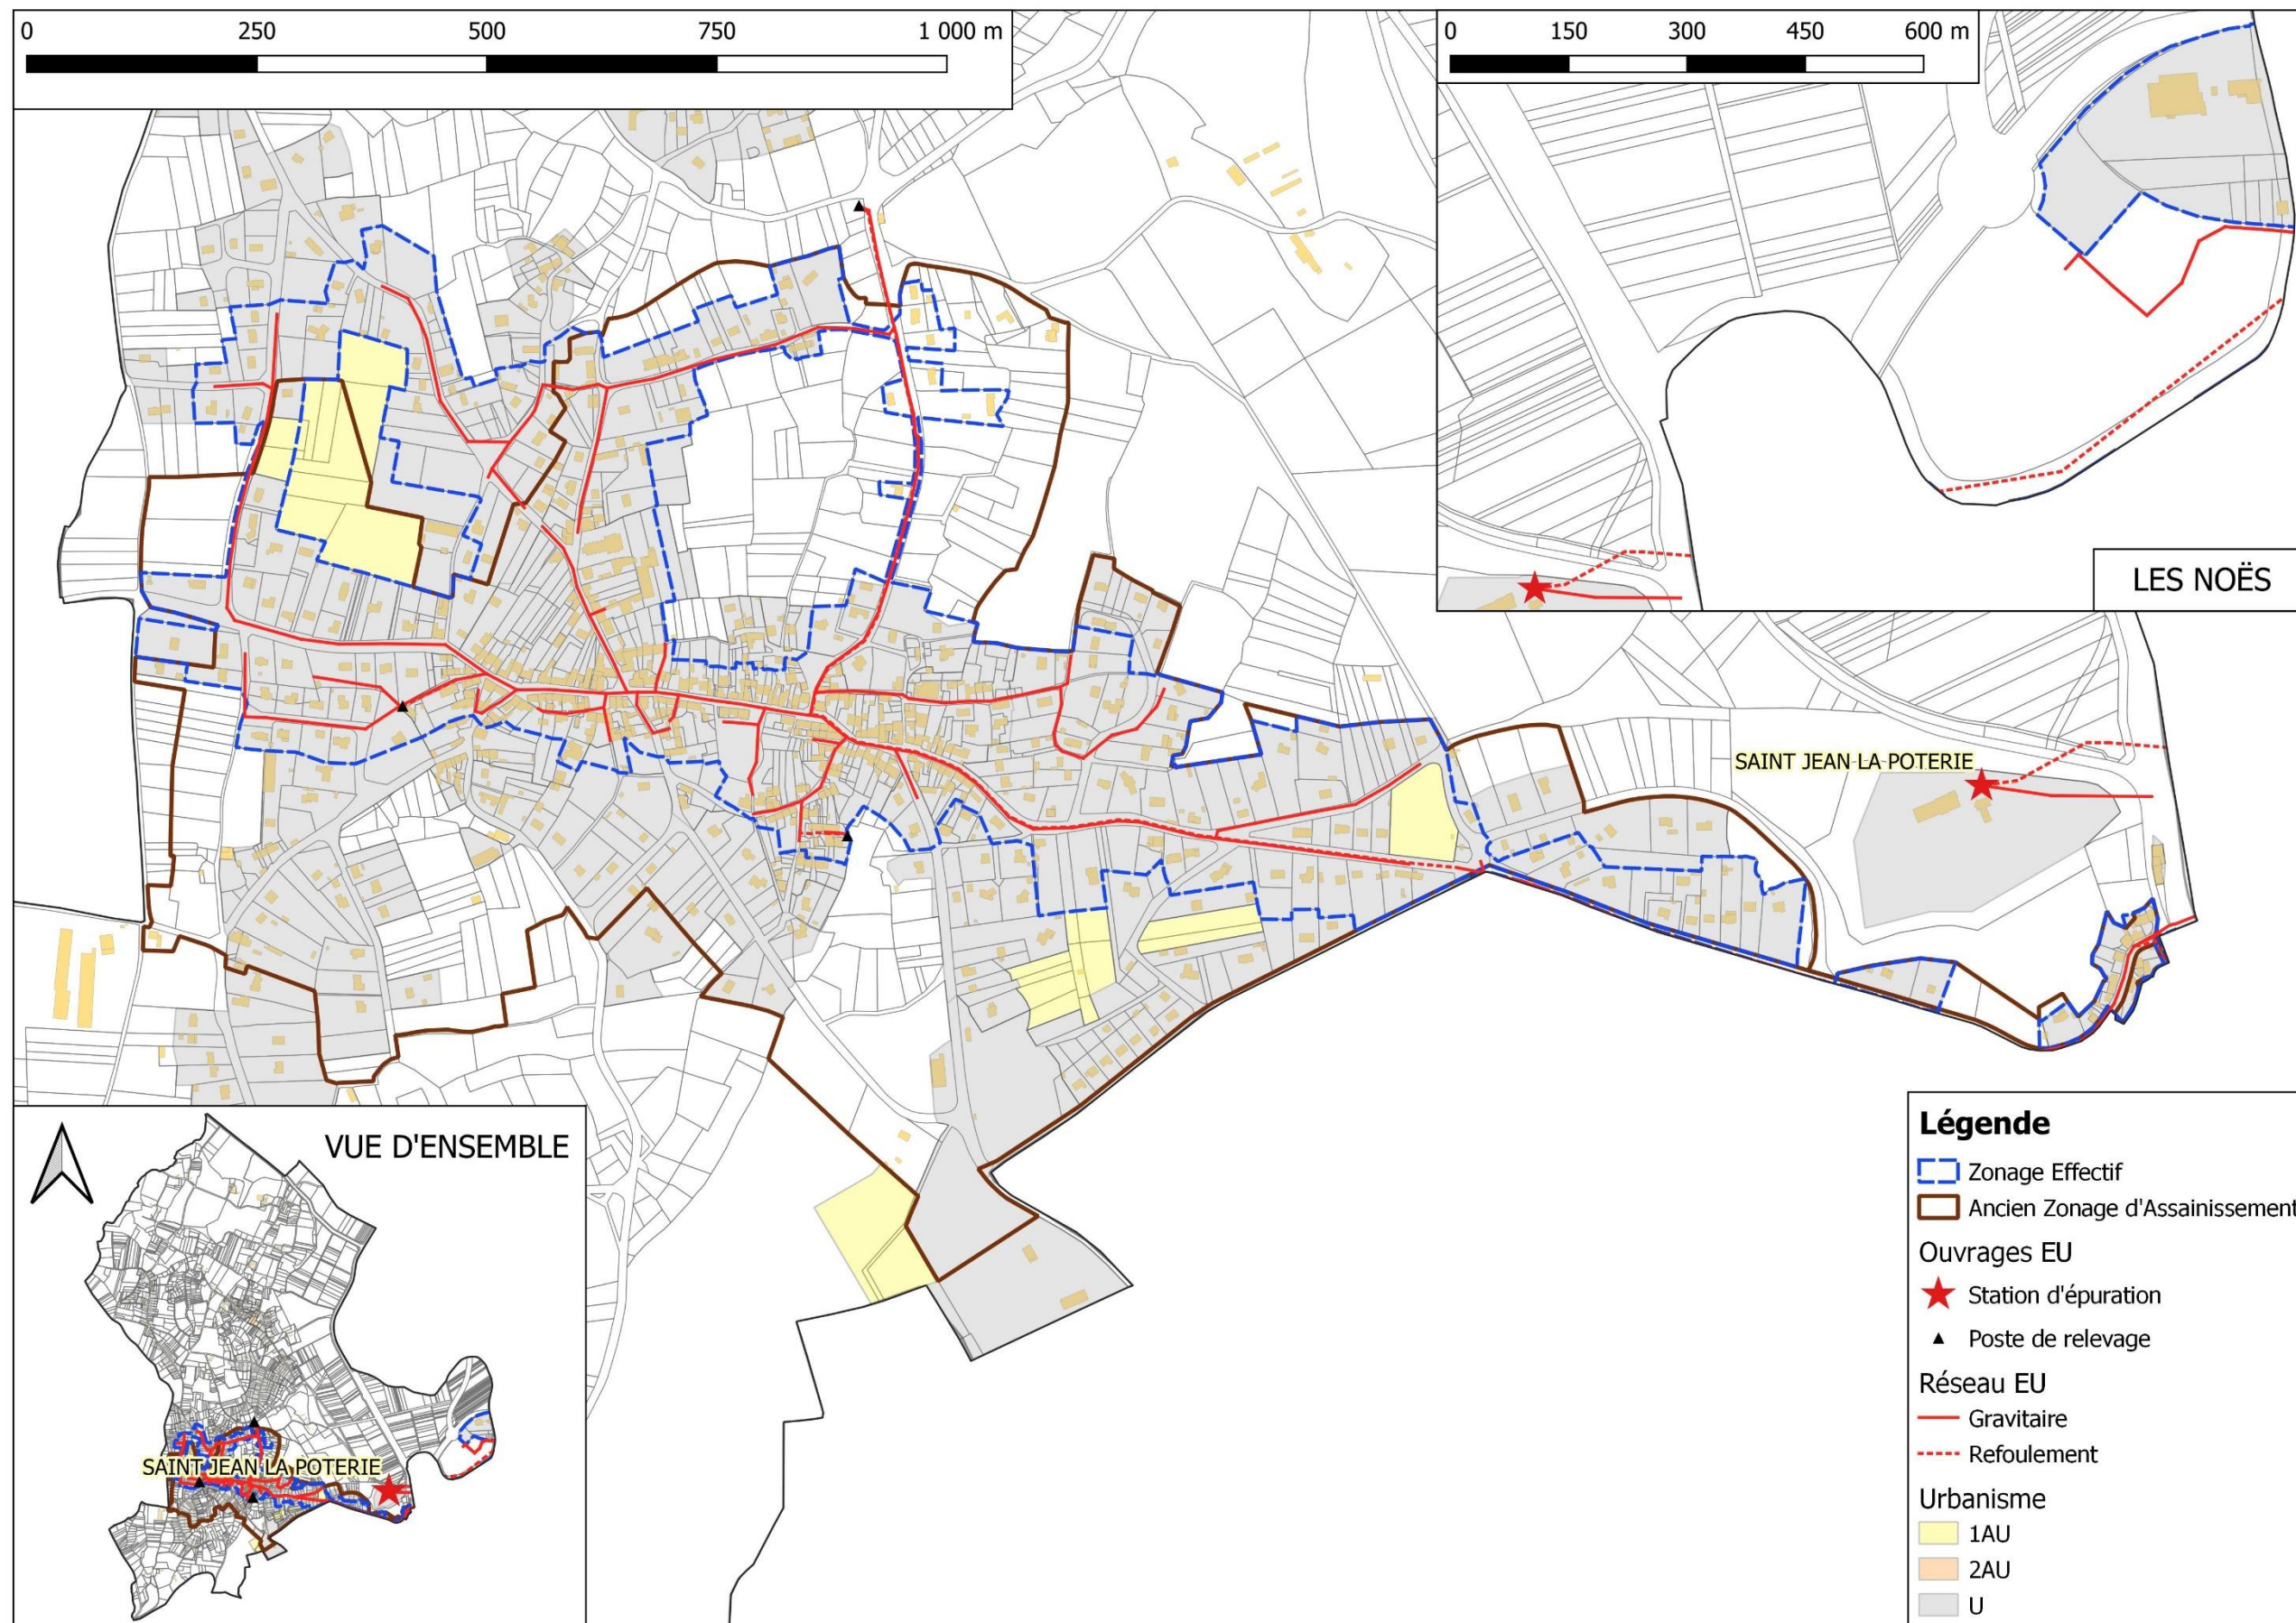 0 250 500 750 1 000 m
0 150 300 450 600 m
LES NOËS
SAINT JEAN LA POTERIE
VUE D'ENSEMBLE
SAINT JEAN LA POTERIE
Légende
Zonage Effectif
Ancien Zonage d'Assainissement
Ouvrages EU
Station d'épuration
Poste de relevage
Réseau EU
Gravitaire
Refoulement
Urbanisme
1AU
2AU
U